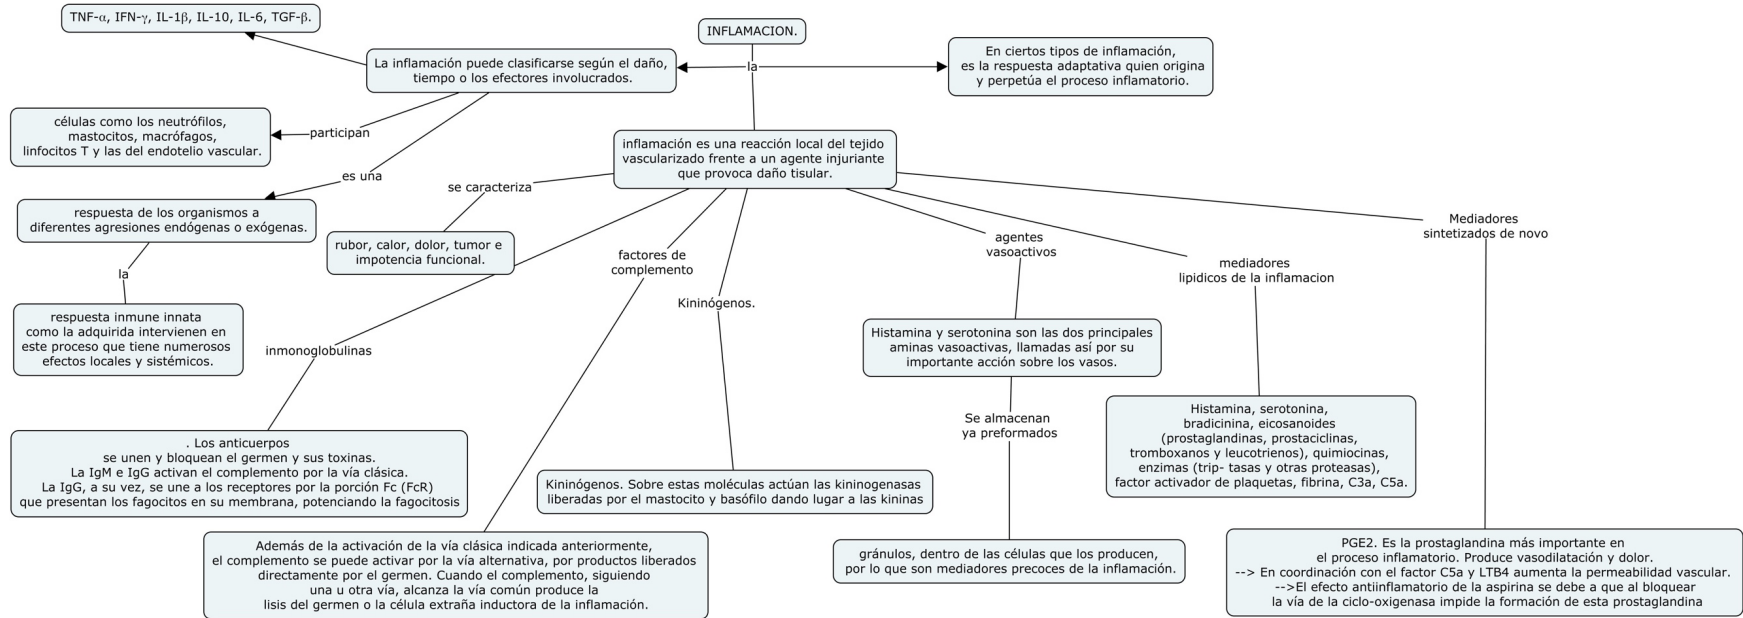 TNF-α, IFN-γ, IL-1β, IL-10, IL-6, TGF-β.
INFLAMACION.
La inflamación puede clasificarse según el daño,
tiempo o los efectores involucrados.
la
En ciertos tipos de inflamación,
es la respuesta adaptativa quien origina
y perpetúa el proceso inflamatorio.
células como los neutrófilos,
mastocitos, macrófagos,
linfocitos T y las del endotelio vascular.
participan
inflamación es una reacción local del tejido
vascularizado frente a un agente injuriante
que provoca daño tisular.
es una
se caracteriza
respuesta de los organismos a
diferentes agresiones endógenas o exógenas.
rubor, calor, dolor, tumor e
impotencia funcional.
factores de
complemento
agentes
vasoactivos
mediadores
lipidicos de la inflamacion
Mediadores
sintetizados de novo
la
Kininógenos.
respuesta inmune innata
como la adquirida intervienen en
este proceso que tiene numerosos
efectos locales y sistémicos.
inmonoglobulinas
Histamina y serotonina son las dos principales
aminas vasoactivas, llamadas así por su
importante acción sobre los vasos.
Se almacenan
ya preformados
Histamina, serotonina,
bradicinina, eicosanoides
(prostaglandinas, prostaciclinas,
tromboxanos y leucotrienos), quimiocinas,
enzimas (trip- tasas y otras proteasas),
factor activador de plaquetas, fibrina, C3a, C5a.
. Los anticuerpos
se unen y bloquean el germen y sus toxinas.
La IgM e IgG activan el complemento por la vía clásica.
La IgG, a su vez, se une a los receptores por la porción Fc (FcR)
que presentan los fagocitos en su membrana, potenciando la fagocitosis
Kininógenos. Sobre estas moléculas actúan las kininogenasas
liberadas por el mastocito y basófilo dando lugar a las kininas
Además de la activación de la vía clásica indicada anteriormente,
el complemento se puede activar por la vía alternativa, por productos liberados
directamente por el germen. Cuando el complemento, siguiendo
una u otra vía, alcanza la vía común produce la
lisis del germen o la célula extraña inductora de la inflamación.
gránulos, dentro de las células que los producen,
por lo que son mediadores precoces de la inflamación.
PGE2. Es la prostaglandina más importante en
el proceso inflamatorio. Produce vasodilatación y dolor.
--> En coordinación con el factor C5a y LTB4 aumenta la permeabilidad vascular.
-->El efecto antiinflamatorio de la aspirina se debe a que al bloquear
la vía de la ciclo-oxigenasa impide la formación de esta prostaglandina